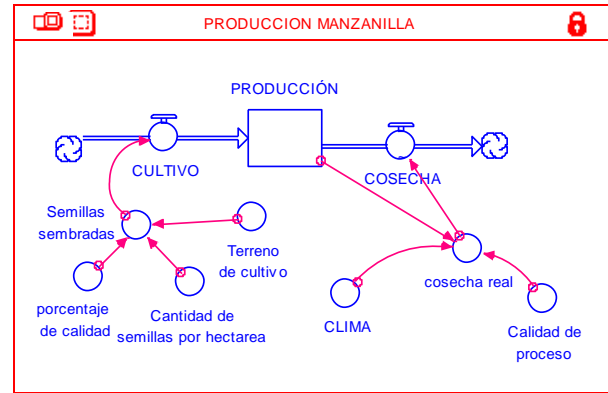 PRODUCCION MANZANILLA
PRODUCCIÓN
CULTIVO
COSECHA
Semillas
sembradas
Terreno
de cultivo
porcentaje
de calidad
Cantidad de
semillas por hectarea
CLIMA
cosecha real
Calidad de
proceso